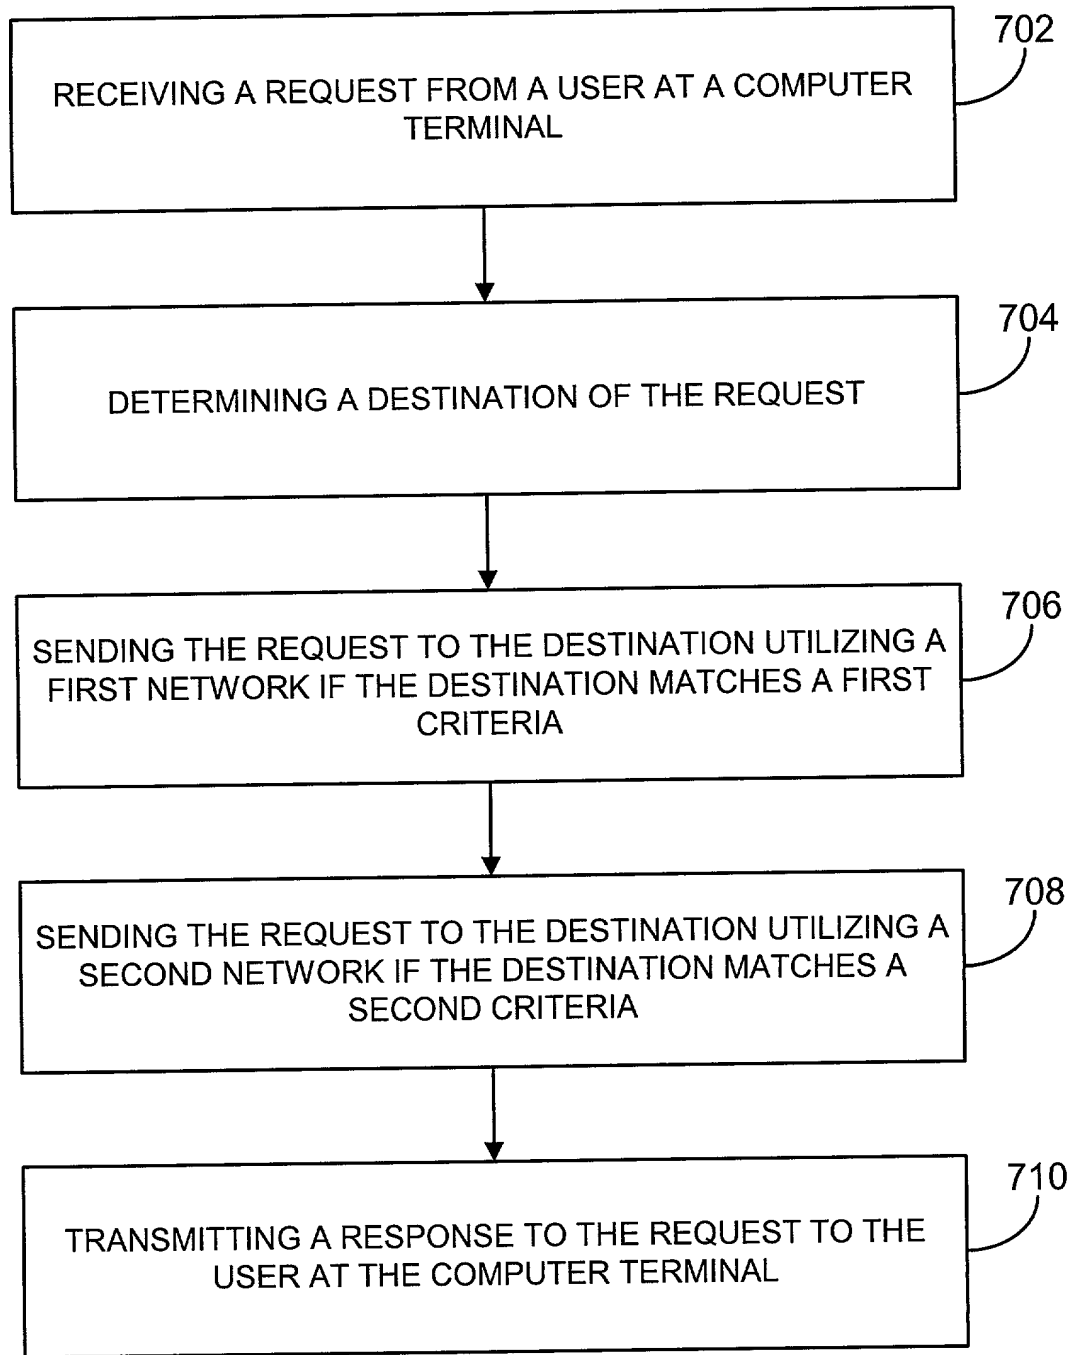 702
RECEIVING A REQUEST FROM A USER AT A COMPUTER
TERMINAL
704
DETERMINING A DESTINATION OF THE REQUEST
706
SENDING THE REQUEST TO THE DESTINATION UTILIZING A
FIRST NETWORK IF THE DESTINATION MATCHES A FIRST
CRITERIA
708
SENDING THE REQUEST TO THE DESTINATION UTILIZING A
SECOND NETWORK IF THE DESTINATION MATCHES A
SECOND CRITERIA
710
TRANSMITTING A RESPONSE TO THE REQUEST TO THE
USER AT THE COMPUTER TERMINAL